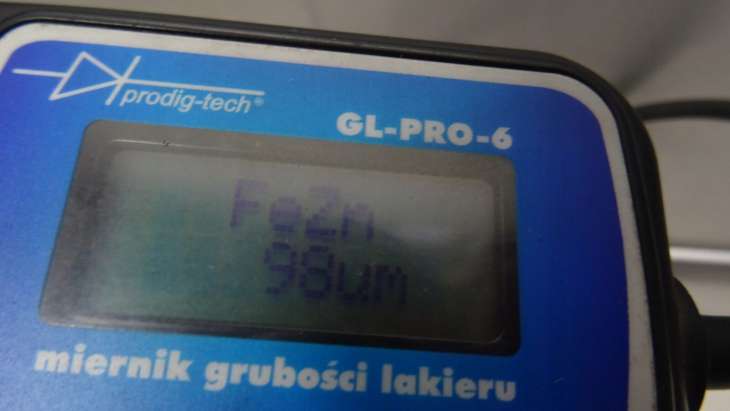 prodig-tech®
GL-PRO-6
FeZn
98um
miernik grubości lakieru